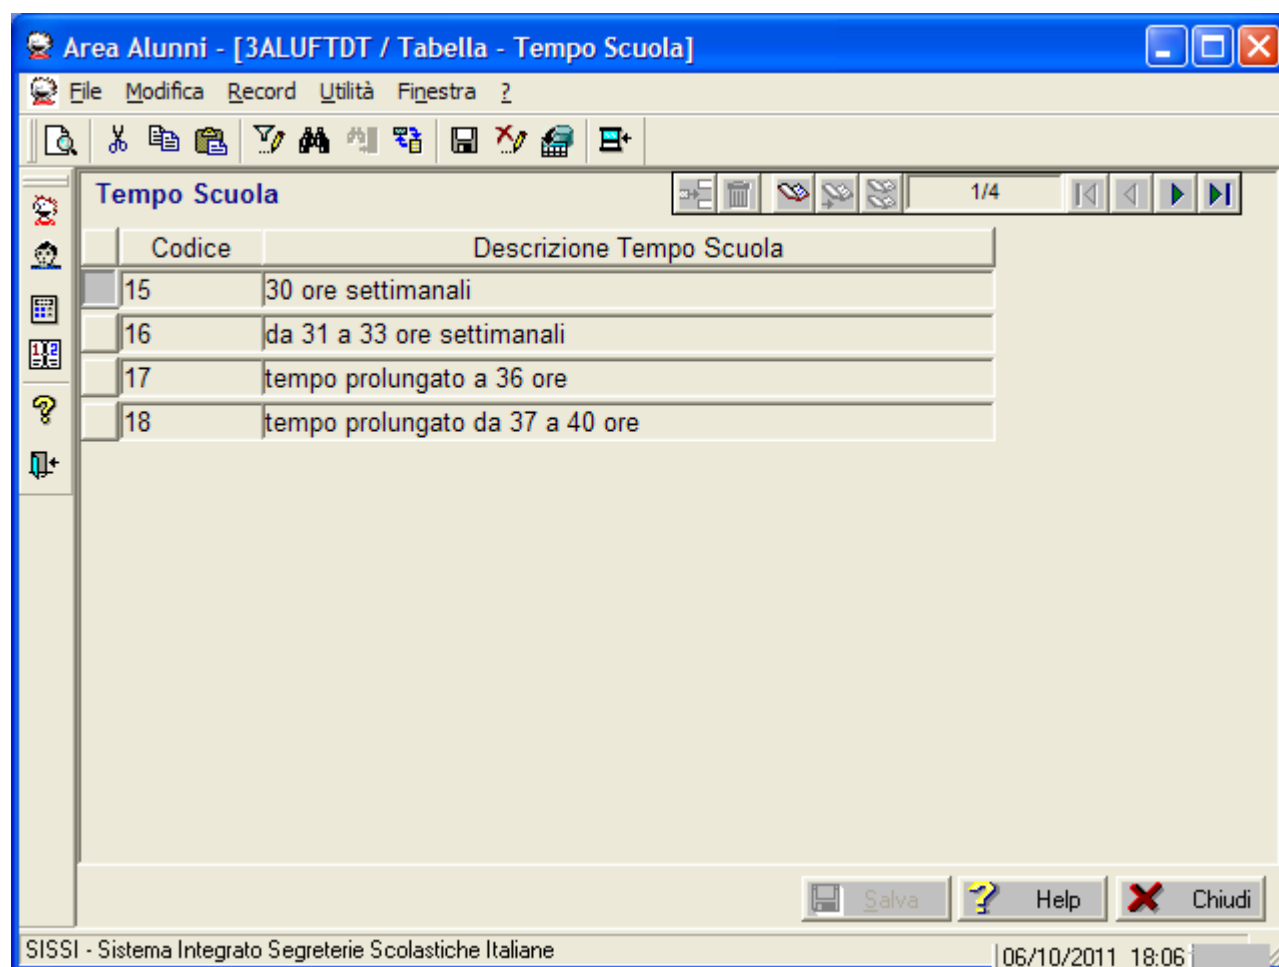 Area Alunni - [3ALUFTDT / Tabella - Tempo Scuola]
File Modifica Record Utilità Finestra ?
Tempo Scuola 1/4
Codice Descrizione Tempo Scuola
15 30 ore settimanali
16 da 31 a 33 ore settimanali
17 tempo prolungato a 36 ore
18 tempo prolungato da 37 a 40 ore
Salva Help Chiudi
SISSI - Sistema Integrato Segreterie Scolastiche Italiane 06/10/2011 18:06